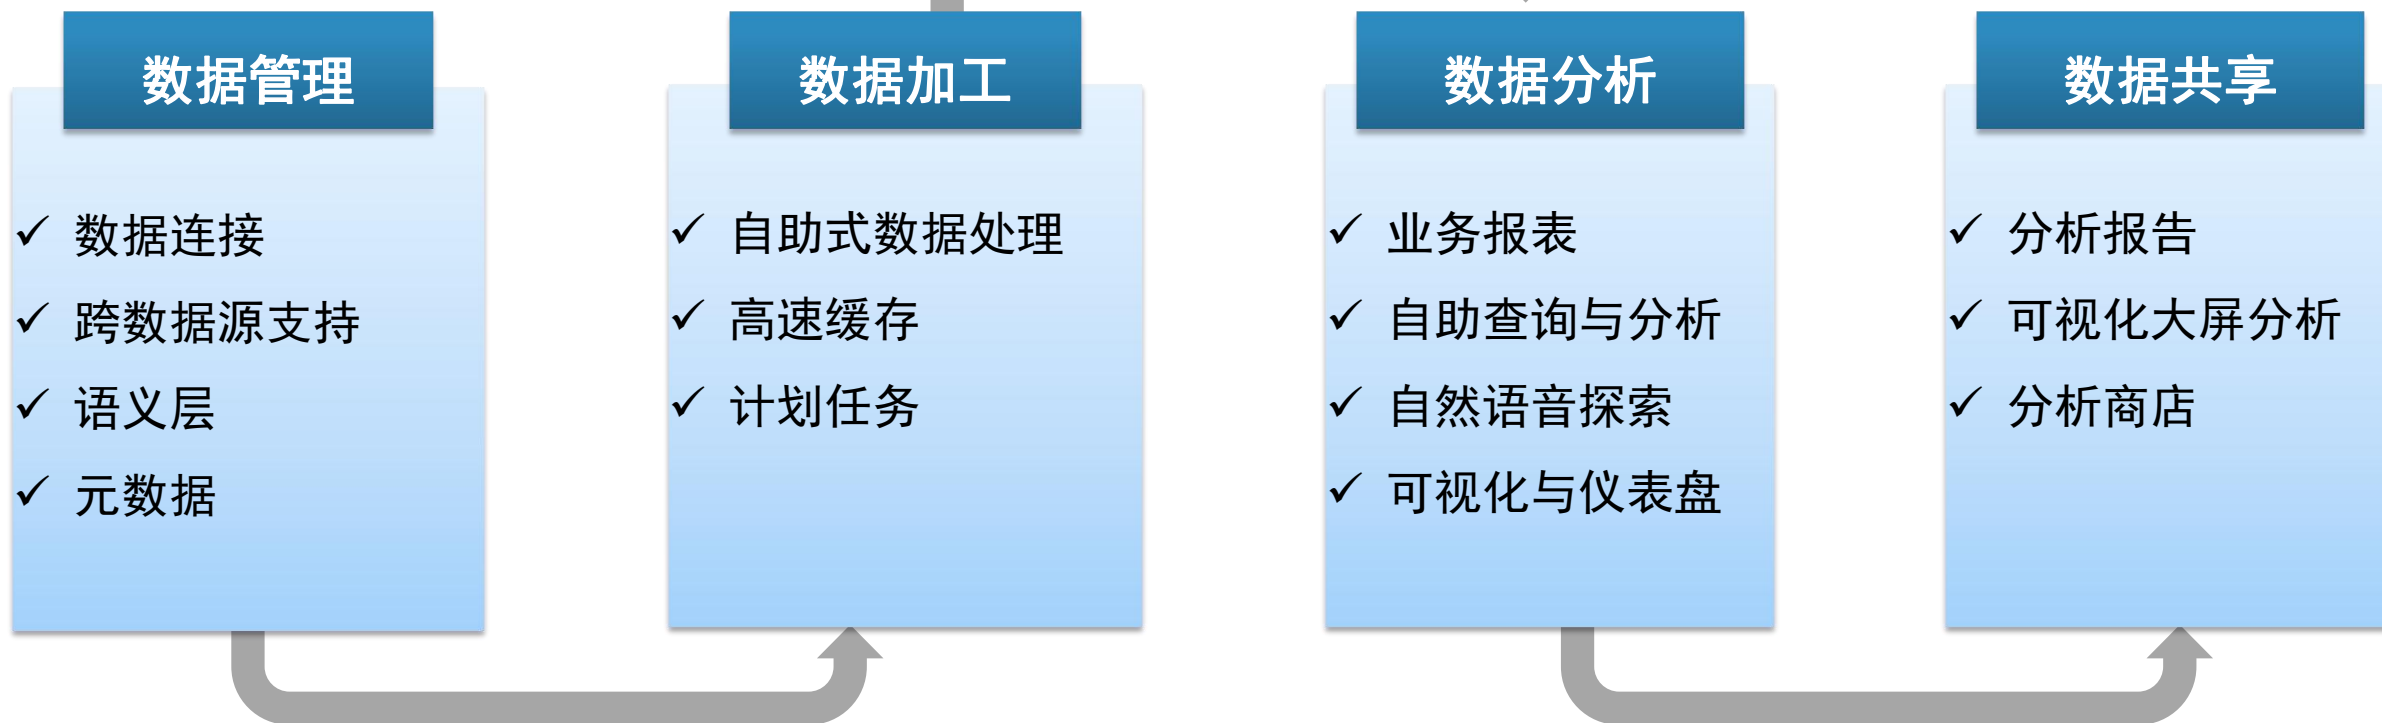 数据管理
✓ 数据连接
✓ 跨数据源支持
✓ 语义层
✓ 元数据
数据加工
✓ 自助式数据处理
✓ 高速缓存
✓ 计划任务
数据分析
✓ 业务报表
✓ 自助查询与分析
✓ 自然语音探索
✓ 可视化与仪表盘
数据共享
✓ 分析报告
✓ 可视化大屏分析
✓ 分析商店